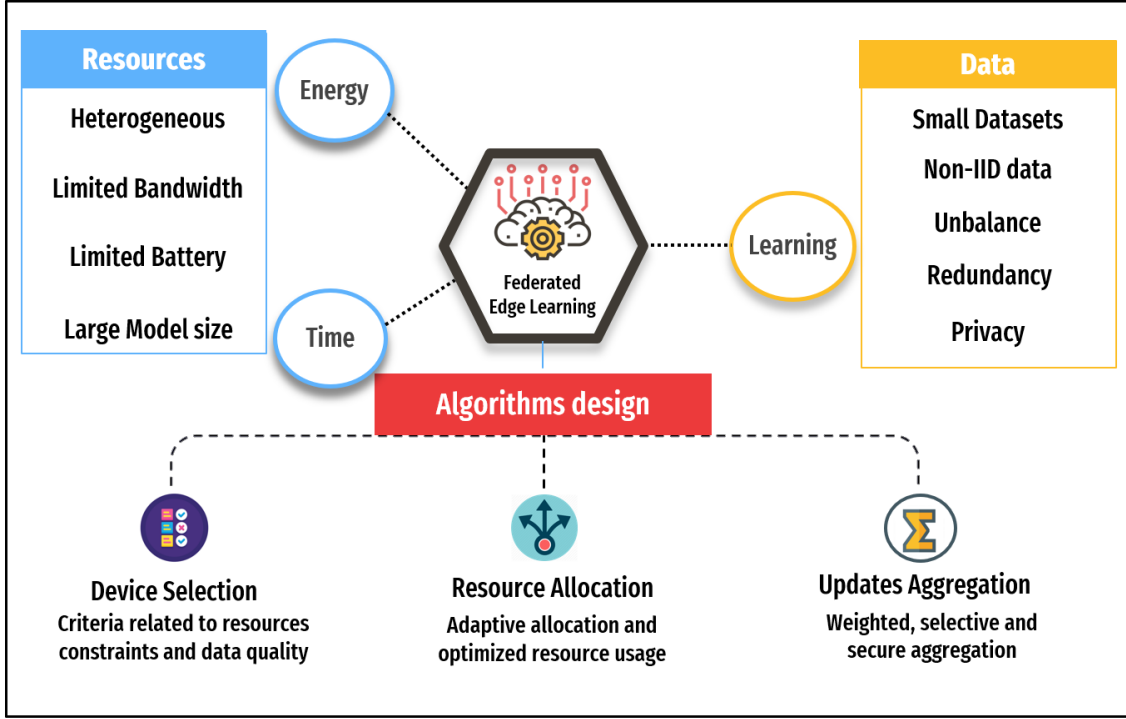 Resources
Heterogeneous
Limited Bandwidth
Limited Battery
Large Model size
Energy
Time
Federated
Edge Learning
Learning
Data
Small Datasets
Non-IID data
Unbalance
Redundancy
Privacy
Algorithms design
Device Selection
Criteria related to resources
constraints and data quality
Resource Allocation
Adaptive allocation and
optimized resource usage
Updates Aggregation
Weighted, selective and
secure aggregation